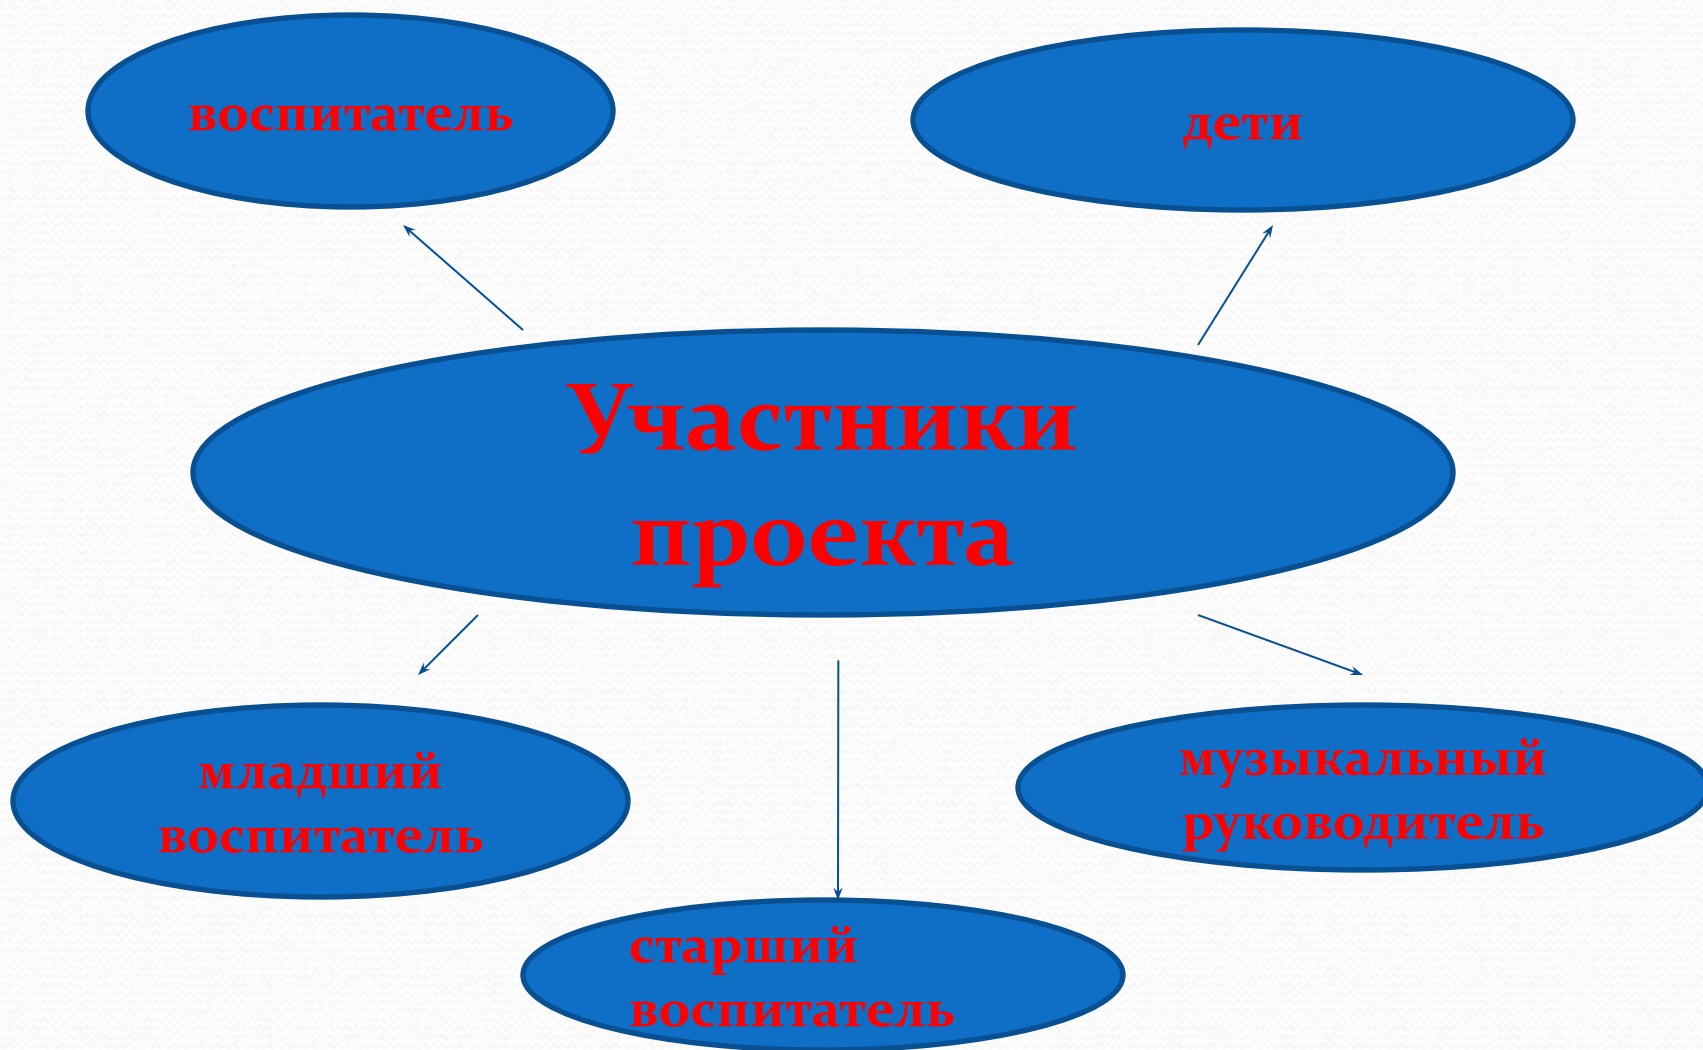 воспитатель
дети
Участники
проекта
младший
воспитатель
музыкальный
руководитель
старший
воспитатель